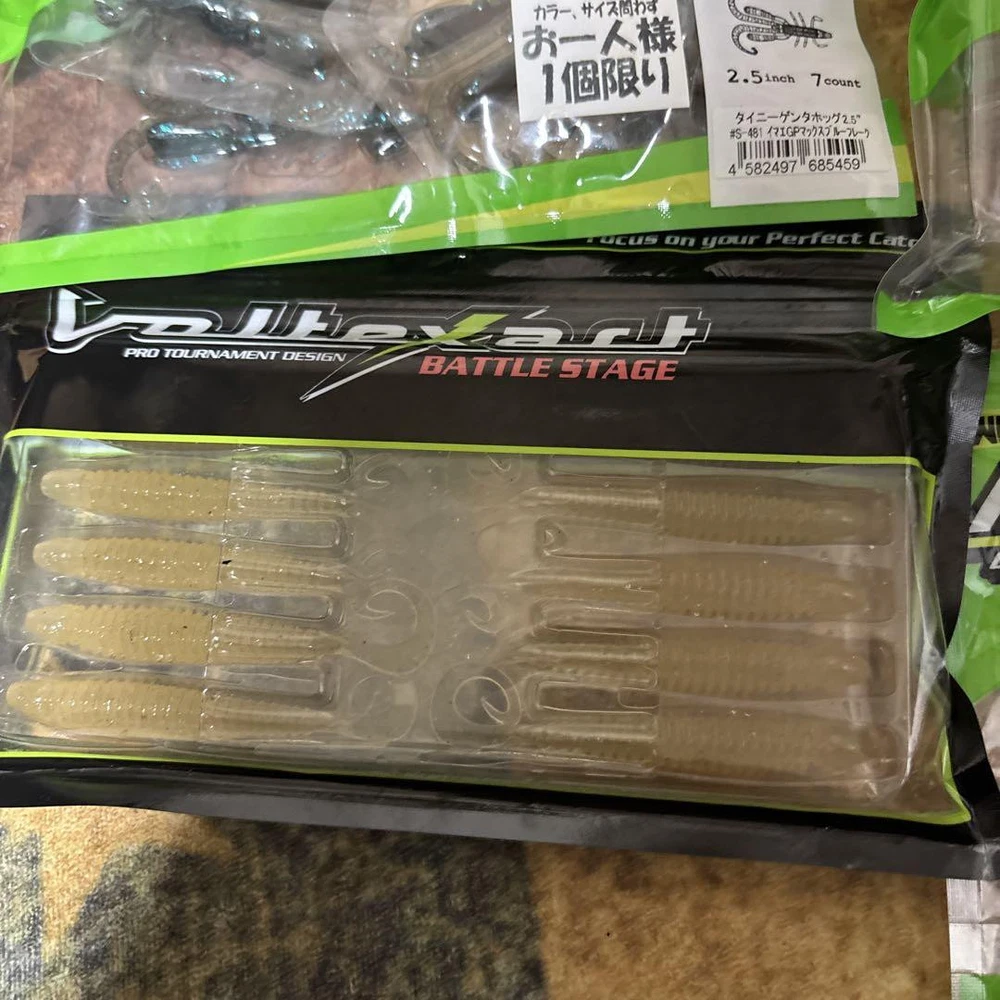 カラー、サイズ問わず
お一人様
1個限り
2.5inch 7count
タイニーゲンタホッグ2.5"
#S-481 イマエGPマックスブルーフレーク
4 582497 685459
Focus on your Perfect Catc
Voltexart
PRO TOURNAMENT DESIGN
BATTLE STAGE